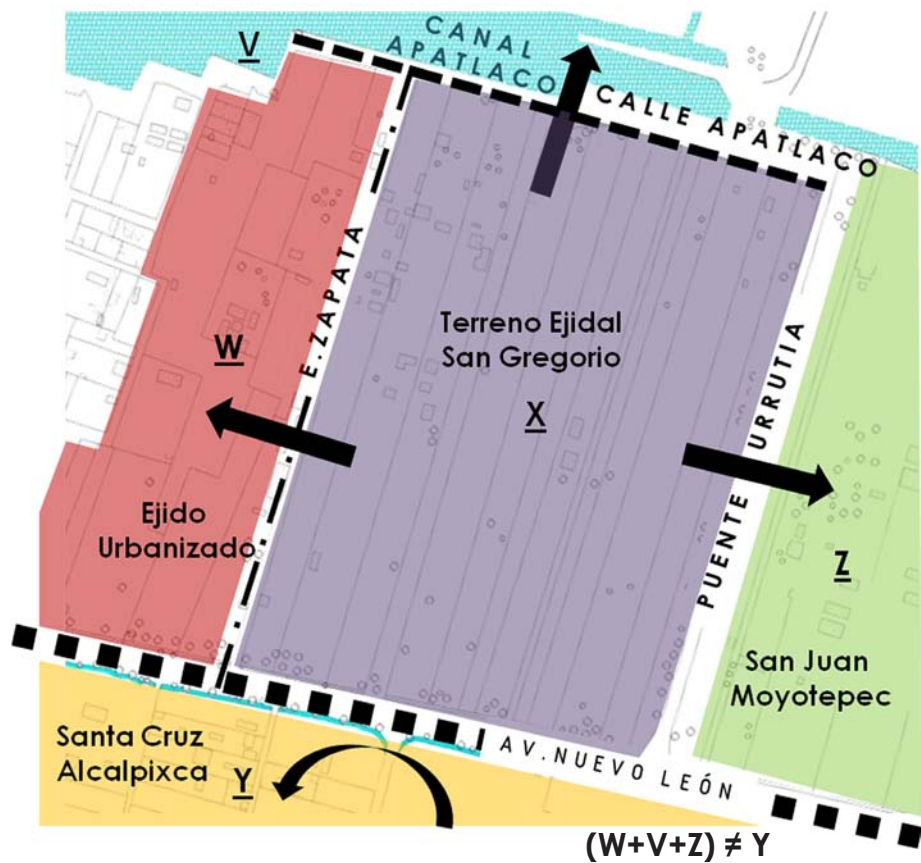 V
CANAL
APATLACO
CALLE APATLACO
E.ZAPATA
Terreno Ejidal
San Gregorio
X
W
PUENTE URRUTIA
Ejido
Urbanizado
Z
San Juan
Moyotepec
Santa Cruz
Alcalpixca
Y
AV.NUEVO LEÓN
(W+V+Z) ≠ Y